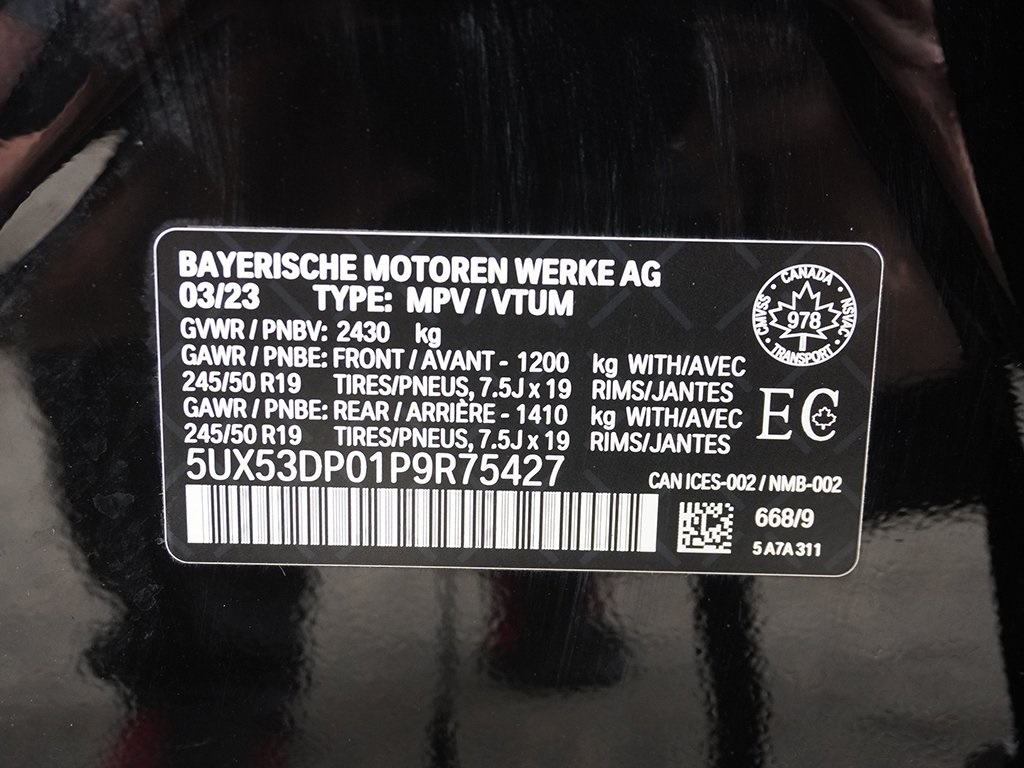 BAYERISCHE MOTOREN WERKE AG
03/23 TYPE: MPV / VTUM
GVWR / PNBV: 2430 kg
GAWR / PNBE: FRONT / AVANT - 1200 kg WITH/AVEC
245/50 R19 TIRES/PNEUS, 7.5J x 19 RIMS/JANTES
GAWR / PNBE: REAR / ARRIÈRE - 1410 kg WITH/AVEC
245/50 R19 TIRES/PNEUS, 7.5J x 19 RIMS/JANTES
5UX53DP01P9R75427
CANADA
CMVSS
NSVAC
978
TRANSPORT
EC
CAN ICES-002 / NMB-002
668/9
5 A7A 311